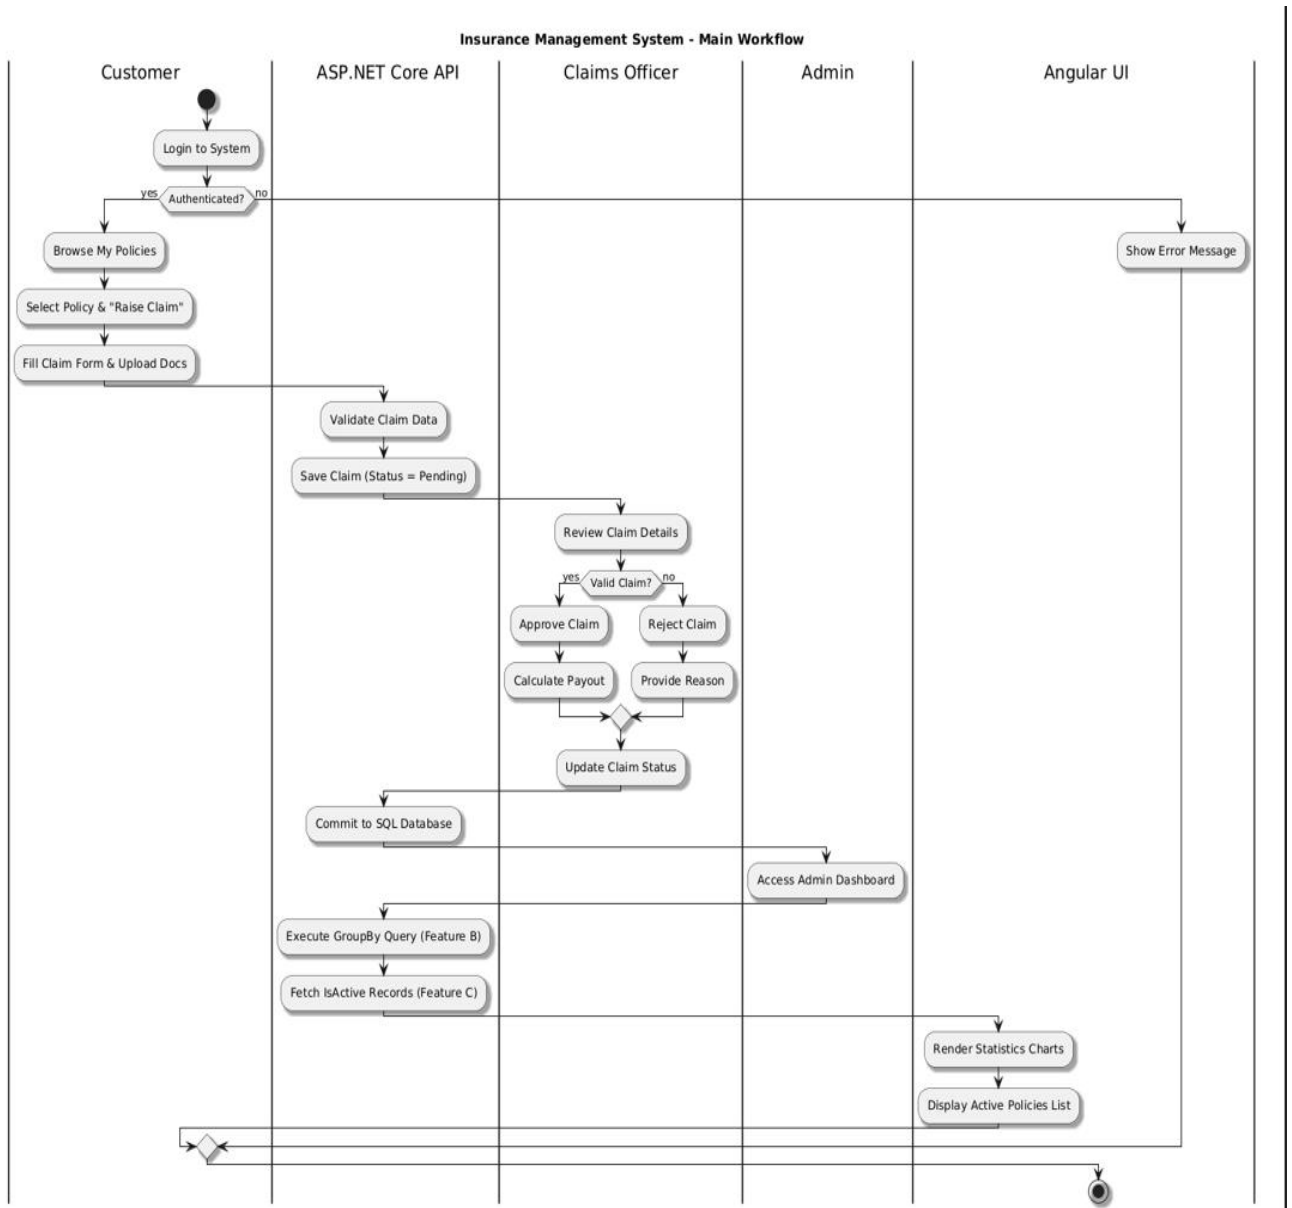 Insurance Management System - Main Workflow
Customer
ASP.NET Core API
Claims Officer
Admin
Angular UI
Login to System
yes
Authenticated?
no
Browse My Policies
Show Error Message
Select Policy & "Raise Claim"
Fill Claim Form & Upload Docs
Validate Claim Data
Save Claim (Status = Pending)
Review Claim Details
yes
Valid Claim?
no
Approve Claim
Reject Claim
Calculate Payout
Provide Reason
Update Claim Status
Commit to SQL Database
Access Admin Dashboard
Execute GroupBy Query (Feature B)
Fetch IsActive Records (Feature C)
Render Statistics Charts
Display Active Policies List